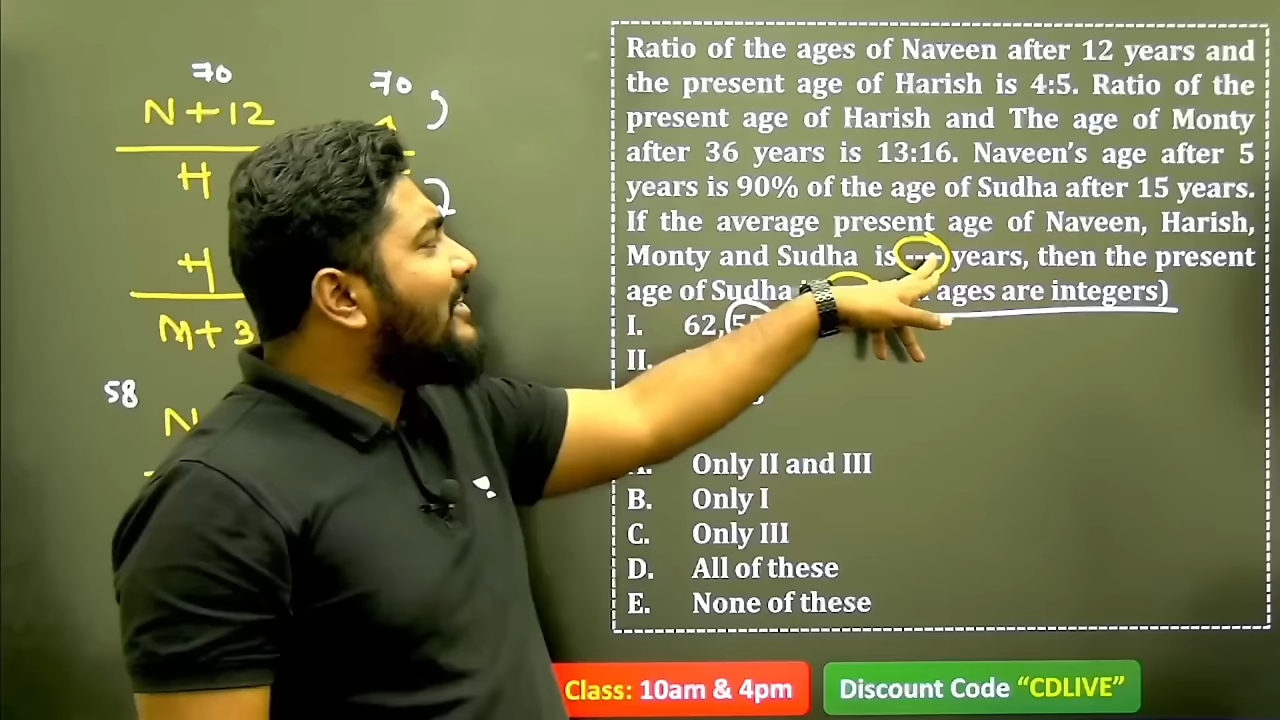 70
70
N+12
H
H
M+3
58
N
Ratio of the ages of Naveen after 12 years and
the present age of Harish is 4:5. Ratio of the
present age of Harish and The age of Monty
after 36 years is 13:16. Naveen's age after 5
years is 90% of the age of Sudha after 15 years.
If the average present age of Naveen, Harish,
Monty and Sudha is ---- years, then the present
age of Sudha ages are integers)
I. 62,
II.
Only II and III
B. Only I
C. Only III
D. All of these
E. None of these
Class: 10am & 4pm
Discount Code “CDLIVE”